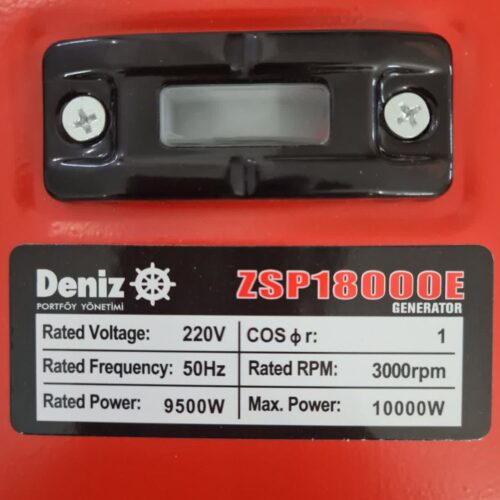 Deniz
PORTFÖY YÖNETİMİ
ZSP18000E
GENERATOR
Rated Voltage: 220V
COS ϕ r: 1
Rated Frequency: 50Hz
Rated RPM: 3000rpm
Rated Power: 9500W
Max. Power: 10000W